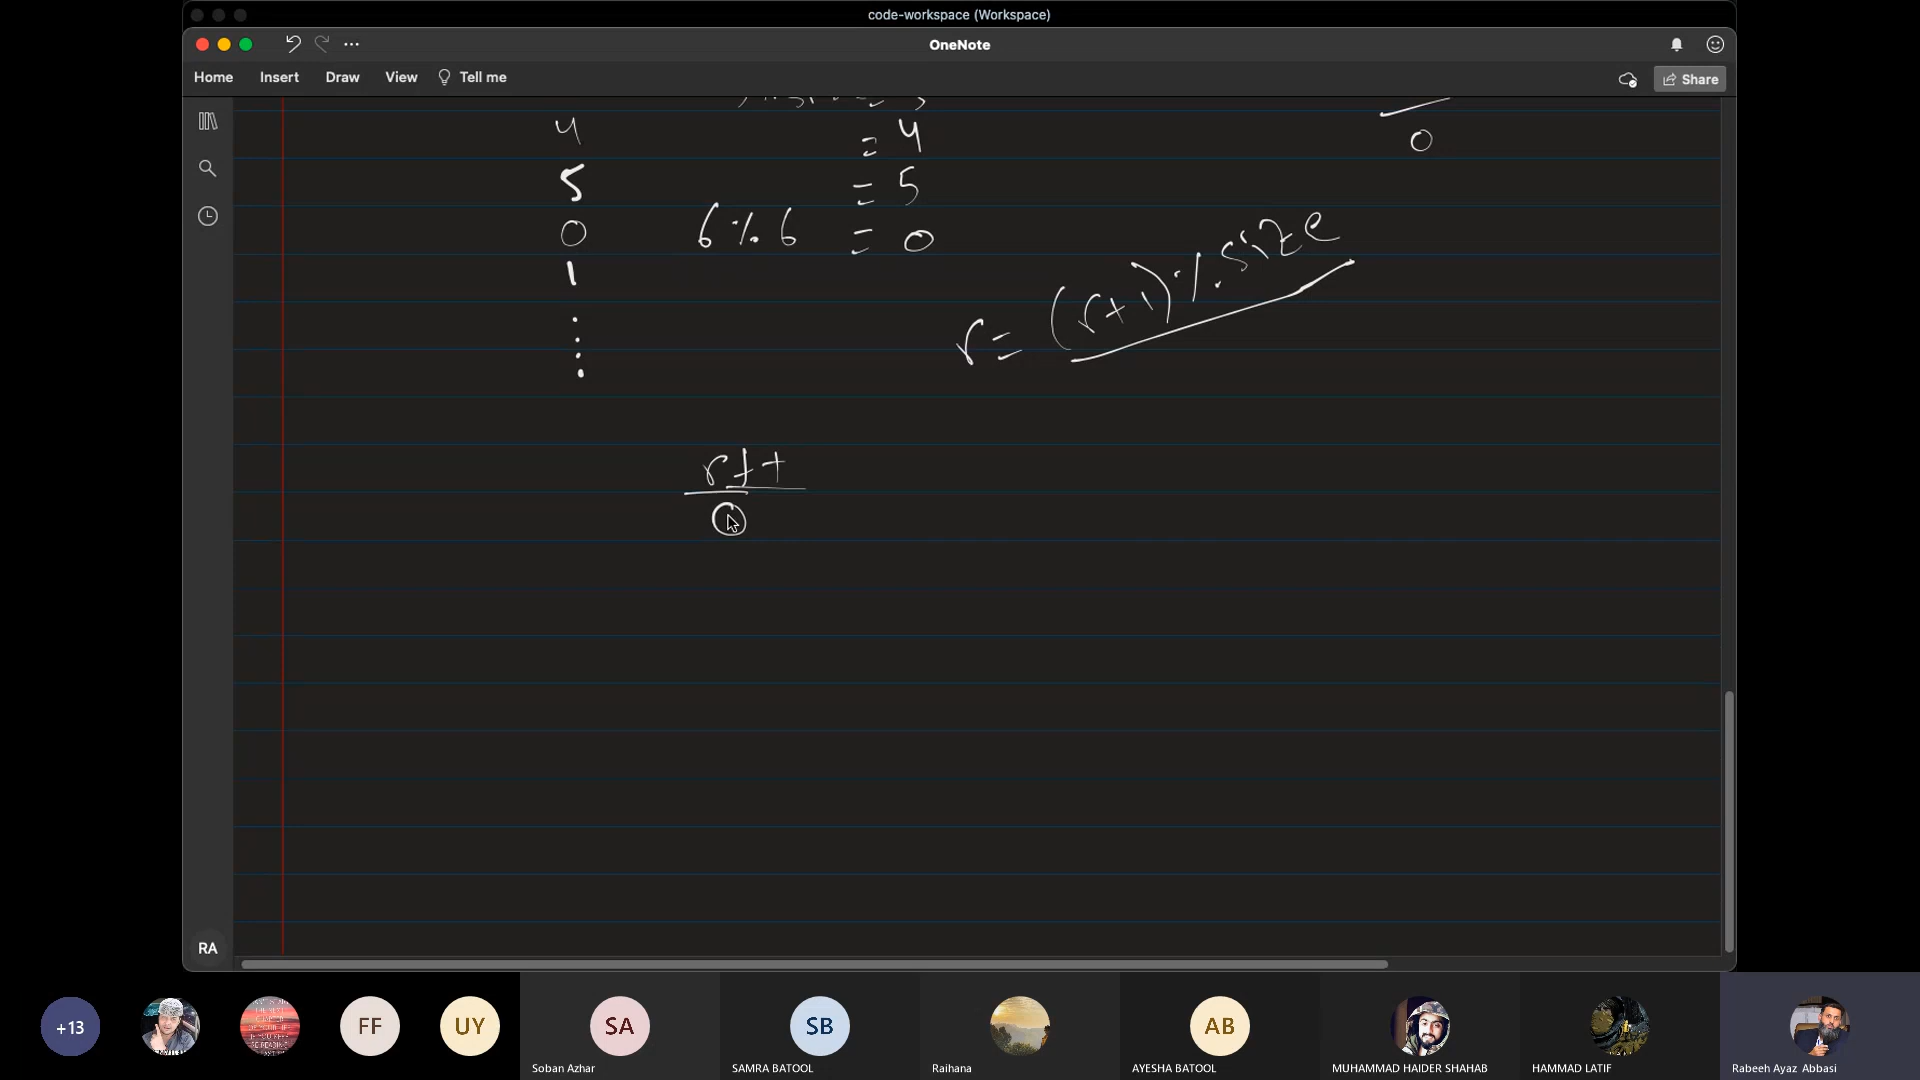 code-workspace (Workspace)
OneNote
Home Insert Draw View Tell me
Share
4 = 4
0
5 = 5
0 6 % 6 = 0
1
r = (r+1) % size
r++
0
RA
+13
FF
UY
SA
Soban Azhar
SB
SAMRA BATOOL
Raihana
AB
AYESHA BATOOL
MUHAMMAD HAIDER SHAHAB
HAMMAD LATIF
Rabeeh Ayaz Abbasi